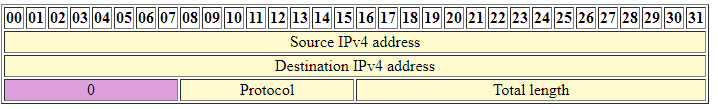 00 01 02 03 04 05 06 07 08 09 10 11 12 13 14 15 16 17 18 19 20 21 22 23 24 25 26 27 28 29 30 31
Source IPv4 address
Destination IPv4 address
0 Protocol Total length